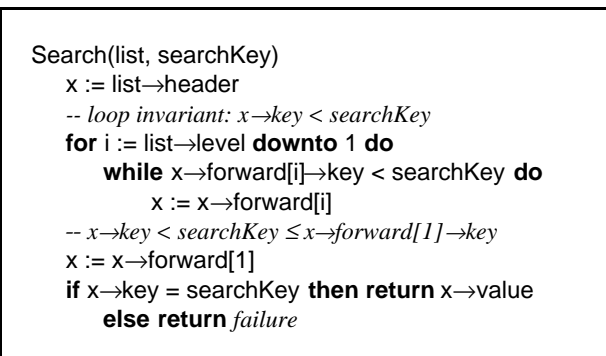 Search(list, searchKey)
x := list→header
-- loop invariant: x→key < searchKey
for i := list→level downto 1 do
while x→forward[i]→key < searchKey do
x := x→forward[i]
-- x→key < searchKey ≤ x→forward[1]→key
x := x→forward[1]
if x→key = searchKey then return x→value
else return failure